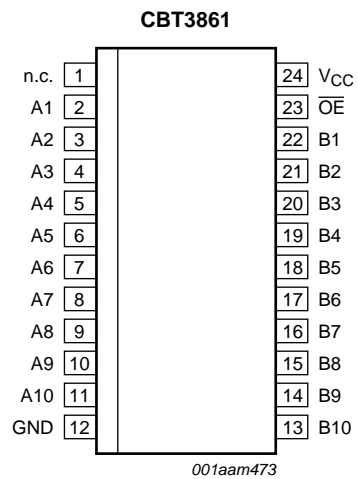 CBT3861
n.c. 1 24 VCC
A1 2 23 OE
A2 3 22 B1
A3 4 21 B2
A4 5 20 B3
A5 6 19 B4
A6 7 18 B5
A7 8 17 B6
A8 9 16 B7
A9 10 15 B8
A10 11 14 B9
GND 12 13 B10
001aam473